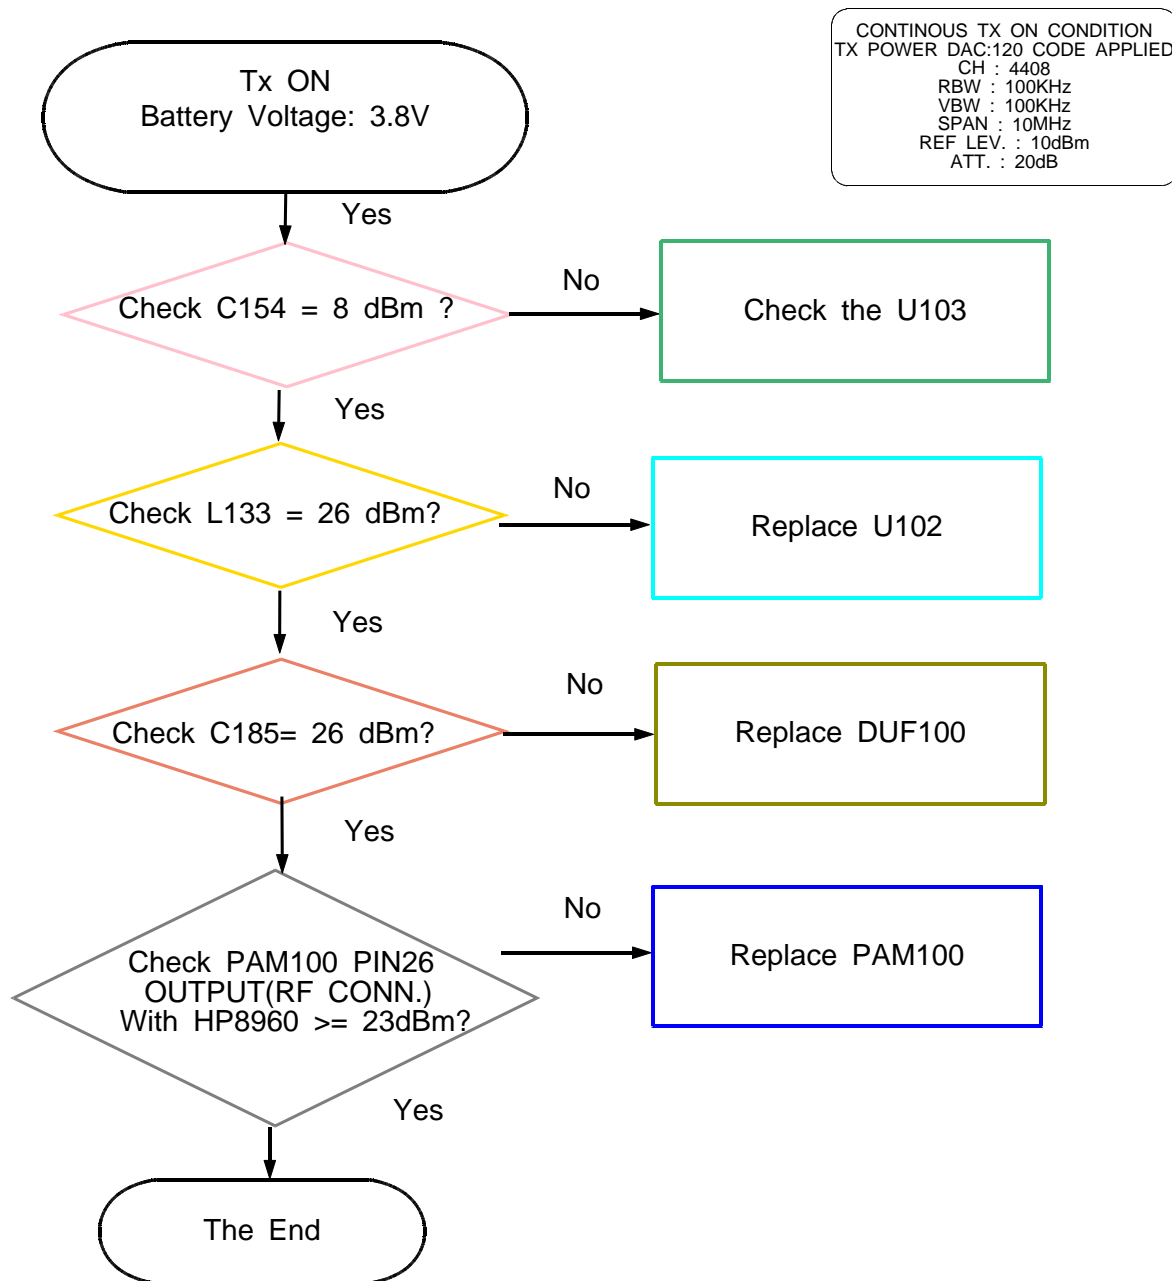 CONTINOUS TX ON CONDITION
TX POWER DAC:120 CODE APPLIED
CH : 4408
RBW : 100KHz
VBW : 100KHz
SPAN : 10MHz
REF LEV. : 10dBm
ATT. : 20dB
Tx ON
Battery Voltage: 3.8V
Yes
Check C154 = 8 dBm ?
No
Check the U103
Yes
Check L133 = 26 dBm?
No
Replace U102
Yes
Check C185= 26 dBm?
No
Replace DUF100
Yes
Check PAM100 PIN26
OUTPUT(RF CONN.)
With HP8960 >= 23dBm?
No
Replace PAM100
Yes
The End